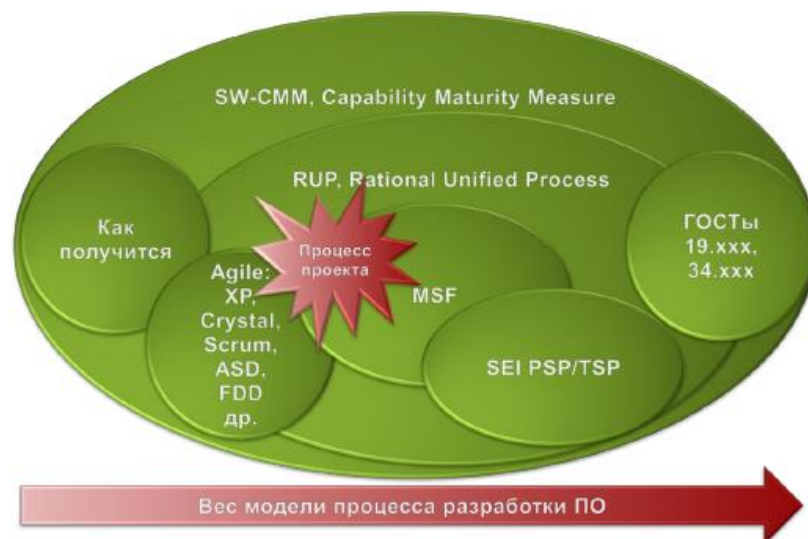 SW-CMM, Capability Maturity Measure
RUP, Rational Unified Process
Как
получится
Процесс
проекта
ГОСТы
19.xxx,
34.xxx
Agile:
XP,
Crystal,
Scrum,
ASD,
FDD
др.
MSF
SEI PSP/TSP
Вес модели процесса разработки ПО